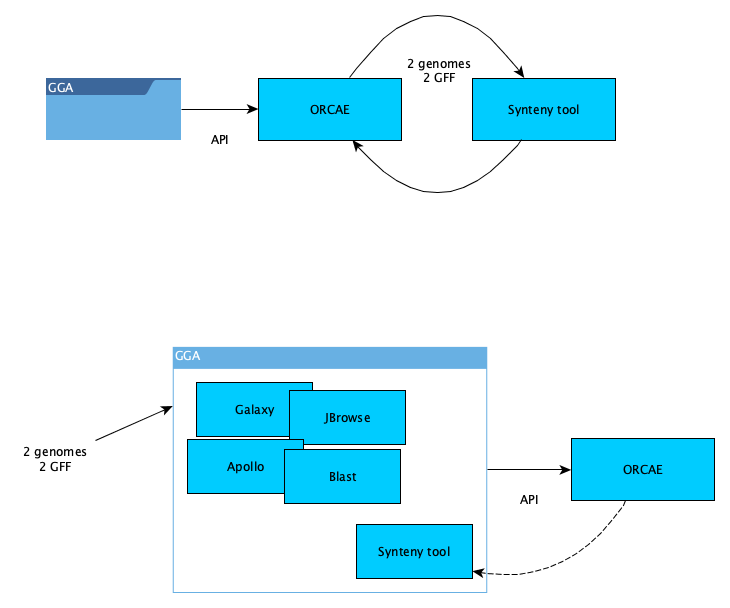 GGA
2 genomes
2 GFF
ORCAE
Synteny tool
API
GGA
Galaxy
JBrowse
Apollo
Blast
2 genomes
2 GFF
ORCAE
API
Synteny tool